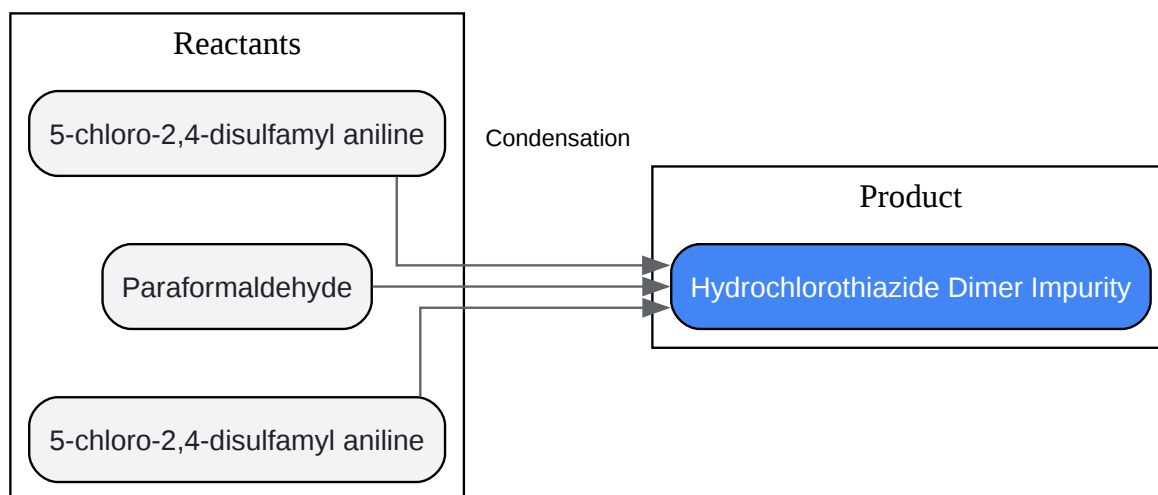 Reactants
5-chloro-2,4-disulfamyl aniline
Condensation
Product
Paraformaldehyde
Hydrochlorothiazide Dimer Impurity
5-chloro-2,4-disulfamyl aniline